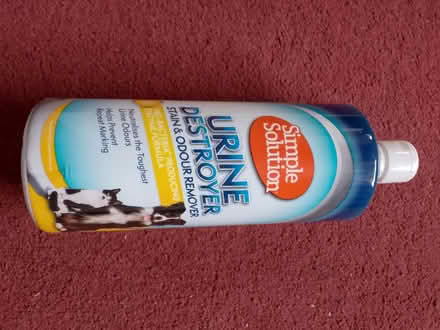 Simple
Solution
URINE
DESTROYER
STAIN & ODOUR REMOVER
Neutralises the Toughest
Urine Odours
Helps Prevent
Repeat Marking